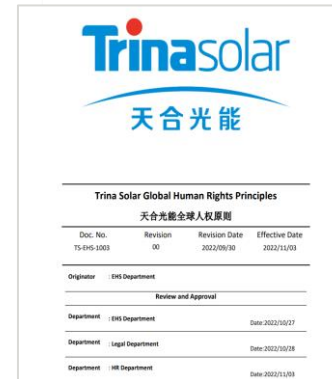 Trinasolar
天合光能
Trina Solar Global Human Rights Principles
天合光能全球人权原则
Doc. No. Revision Revision Date Effective Date
TS-EHS-1003 00 2022/09/30 2022/11/03
Originator : EHS Department
Review and Approval
Department : EHS Department Date:2022/10/27
Department : Legal Department Date:2022/10/28
Department : HR Department Date:2022/11/03